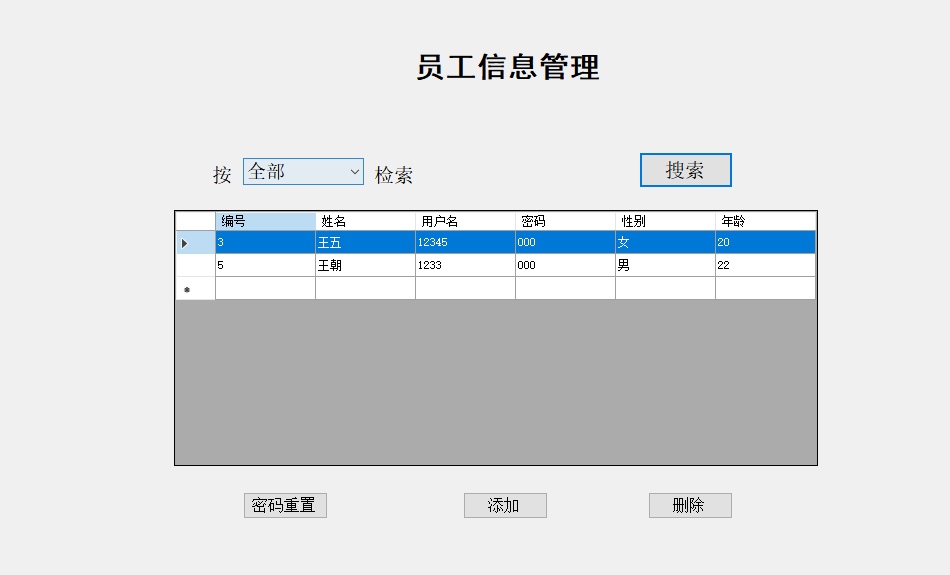 员工信息管理
按 全部 检索 搜索
编号 姓名 用户名 密码 性别 年龄
3 王五 12345 000 女 20
5 王朝 1233 000 男 22
密码重置 添加 删除